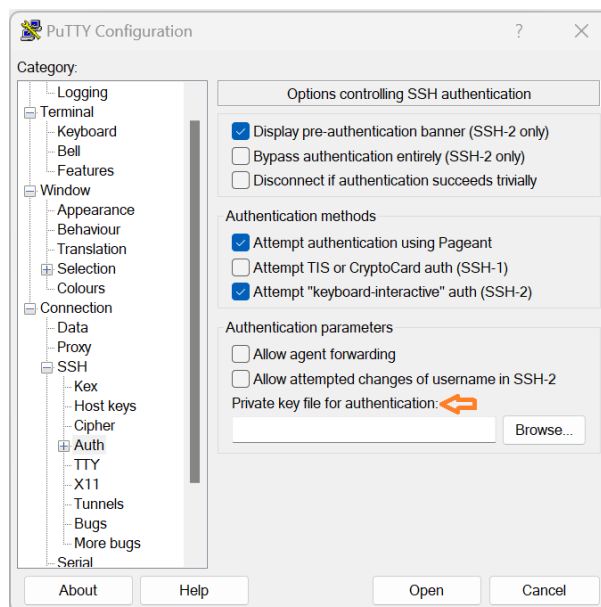 PuTTY Configuration
?
Category:
Logging
Terminal
Keyboard
Bell
Features
Window
Appearance
Behaviour
Translation
Selection
Colours
Connection
Data
Proxy
SSH
Kex
Host keys
Cipher
Auth
TTY
X11
Tunnels
Bugs
More bugs
Serial
Options controlling SSH authentication
Display pre-authentication banner (SSH-2 only)
Bypass authentication entirely (SSH-2 only)
Disconnect if authentication succeeds trivially
Authentication methods
Attempt authentication using Pageant
Attempt TIS or CryptoCard auth (SSH-1)
Attempt "keyboard-interactive" auth (SSH-2)
Authentication parameters
Allow agent forwarding
Allow attempted changes of username in SSH-2
Private key file for authentication:
Browse...
About
Help
Open
Cancel